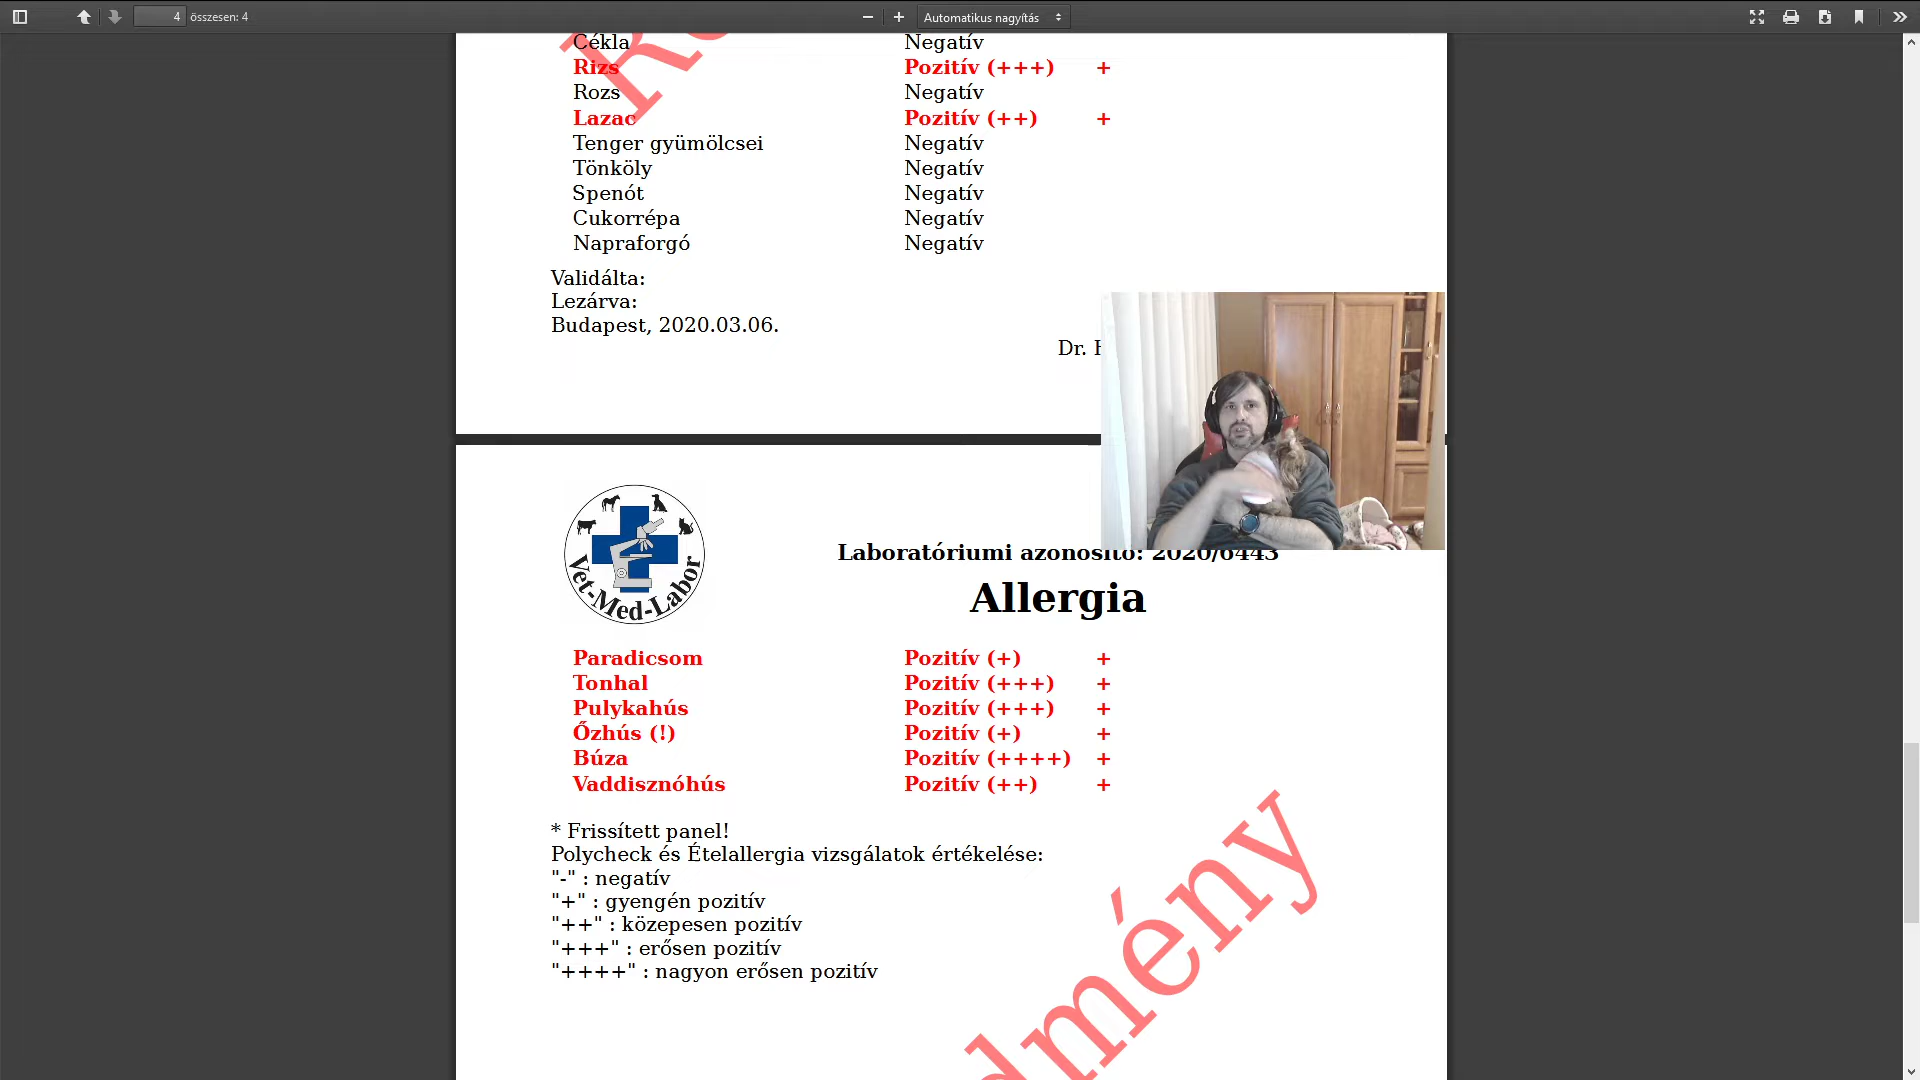 4 összesen: 4
Automatikus nagyítás
Cékla Negatív
Rizs Pozitív (+++) +
Rozs Negatív
Lazac Pozitív (++) +
Tenger gyümölcsei Negatív
Tönköly Negatív
Spenót Negatív
Cukorrépa Negatív
Napraforgó Negatív
Validálta:
Lezárva:
Budapest, 2020.03.06.
Dr.
Vet-Med-Labor
Laboratóriumi azonosító: 2020/6443
Allergia
Paradicsom Pozitív (+) +
Tonhal Pozitív (+++) +
Pulykahús Pozitív (+++) +
Őzhús (!) Pozitív (+) +
Búza Pozitív (++++) +
Vaddisznóhús Pozitív (++) +
* Frissített panel!
Polycheck és Ételallergia vizsgálatok értékelése:
"-" : negatív
"+" : gyengén pozitív
"++" : közepesen pozitív
"+++" : erősen pozitív
"++++" : nagyon erősen pozitív